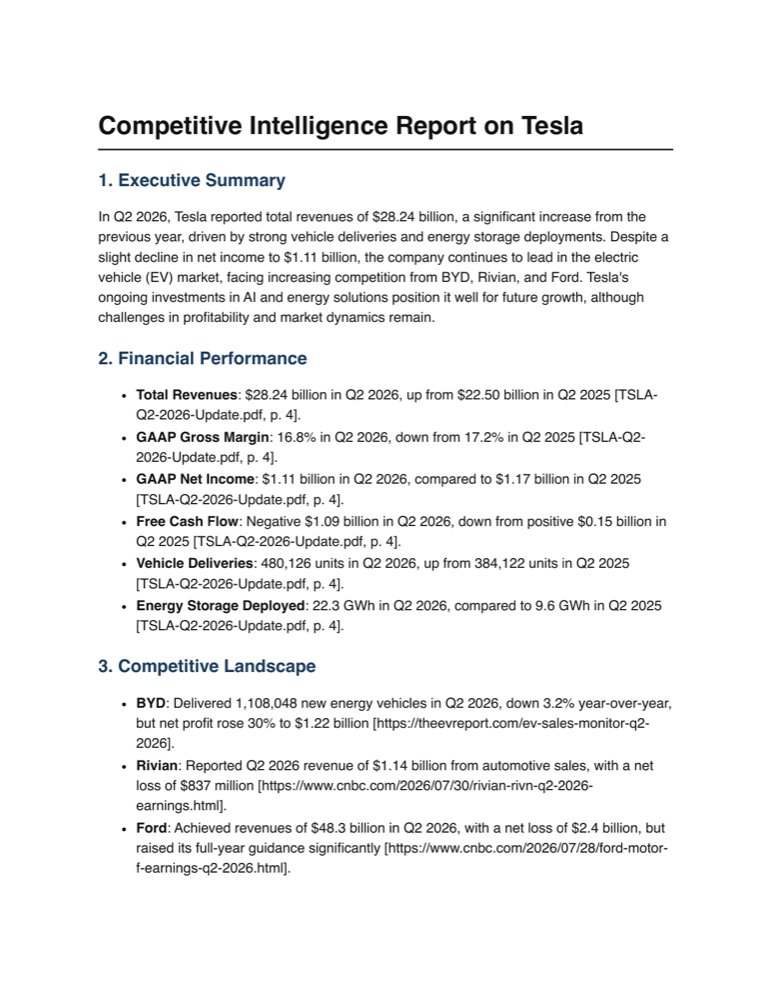 Competitive Intelligence Report on Tesla
1. Executive Summary
In Q2 2026, Tesla reported total revenues of $28.24 billion, a significant increase from the
previous year, driven by strong vehicle deliveries and energy storage deployments. Despite a
slight decline in net income to $1.11 billion, the company continues to lead in the electric
vehicle (EV) market, facing increasing competition from BYD, Rivian, and Ford. Tesla's
ongoing investments in AI and energy solutions position it well for future growth, although
challenges in profitability and market dynamics remain.
2. Financial Performance
• Total Revenues: $28.24 billion in Q2 2026, up from $22.50 billion in Q2 2025 [TSLA-
Q2-2026-Update.pdf, p. 4].
• GAAP Gross Margin: 16.8% in Q2 2026, down from 17.2% in Q2 2025 [TSLA-Q2-
2026-Update.pdf, p. 4].
• GAAP Net Income: $1.11 billion in Q2 2026, compared to $1.17 billion in Q2 2025
[TSLA-Q2-2026-Update.pdf, p. 4].
• Free Cash Flow: Negative $1.09 billion in Q2 2026, down from positive $0.15 billion in
Q2 2025 [TSLA-Q2-2026-Update.pdf, p. 4].
• Vehicle Deliveries: 480,126 units in Q2 2026, up from 384,122 units in Q2 2025
[TSLA-Q2-2026-Update.pdf, p. 4].
• Energy Storage Deployed: 22.3 GWh in Q2 2026, compared to 9.6 GWh in Q2 2025
[TSLA-Q2-2026-Update.pdf, p. 4].
3. Competitive Landscape
• BYD: Delivered 1,108,048 new energy vehicles in Q2 2026, down 3.2% year-over-year,
but net profit rose 30% to $1.22 billion [https://theevreport.com/ev-sales-monitor-q2-
2026].
• Rivian: Reported Q2 2026 revenue of $1.14 billion from automotive sales, with a net
loss of $837 million [https://www.cnbc.com/2026/07/30/rivian-rivn-q2-2026-
earnings.html].
• Ford: Achieved revenues of $48.3 billion in Q2 2026, with a net loss of $2.4 billion, but
raised its full-year guidance significantly [https://www.cnbc.com/2026/07/28/ford-motor-
f-earnings-q2-2026.html].